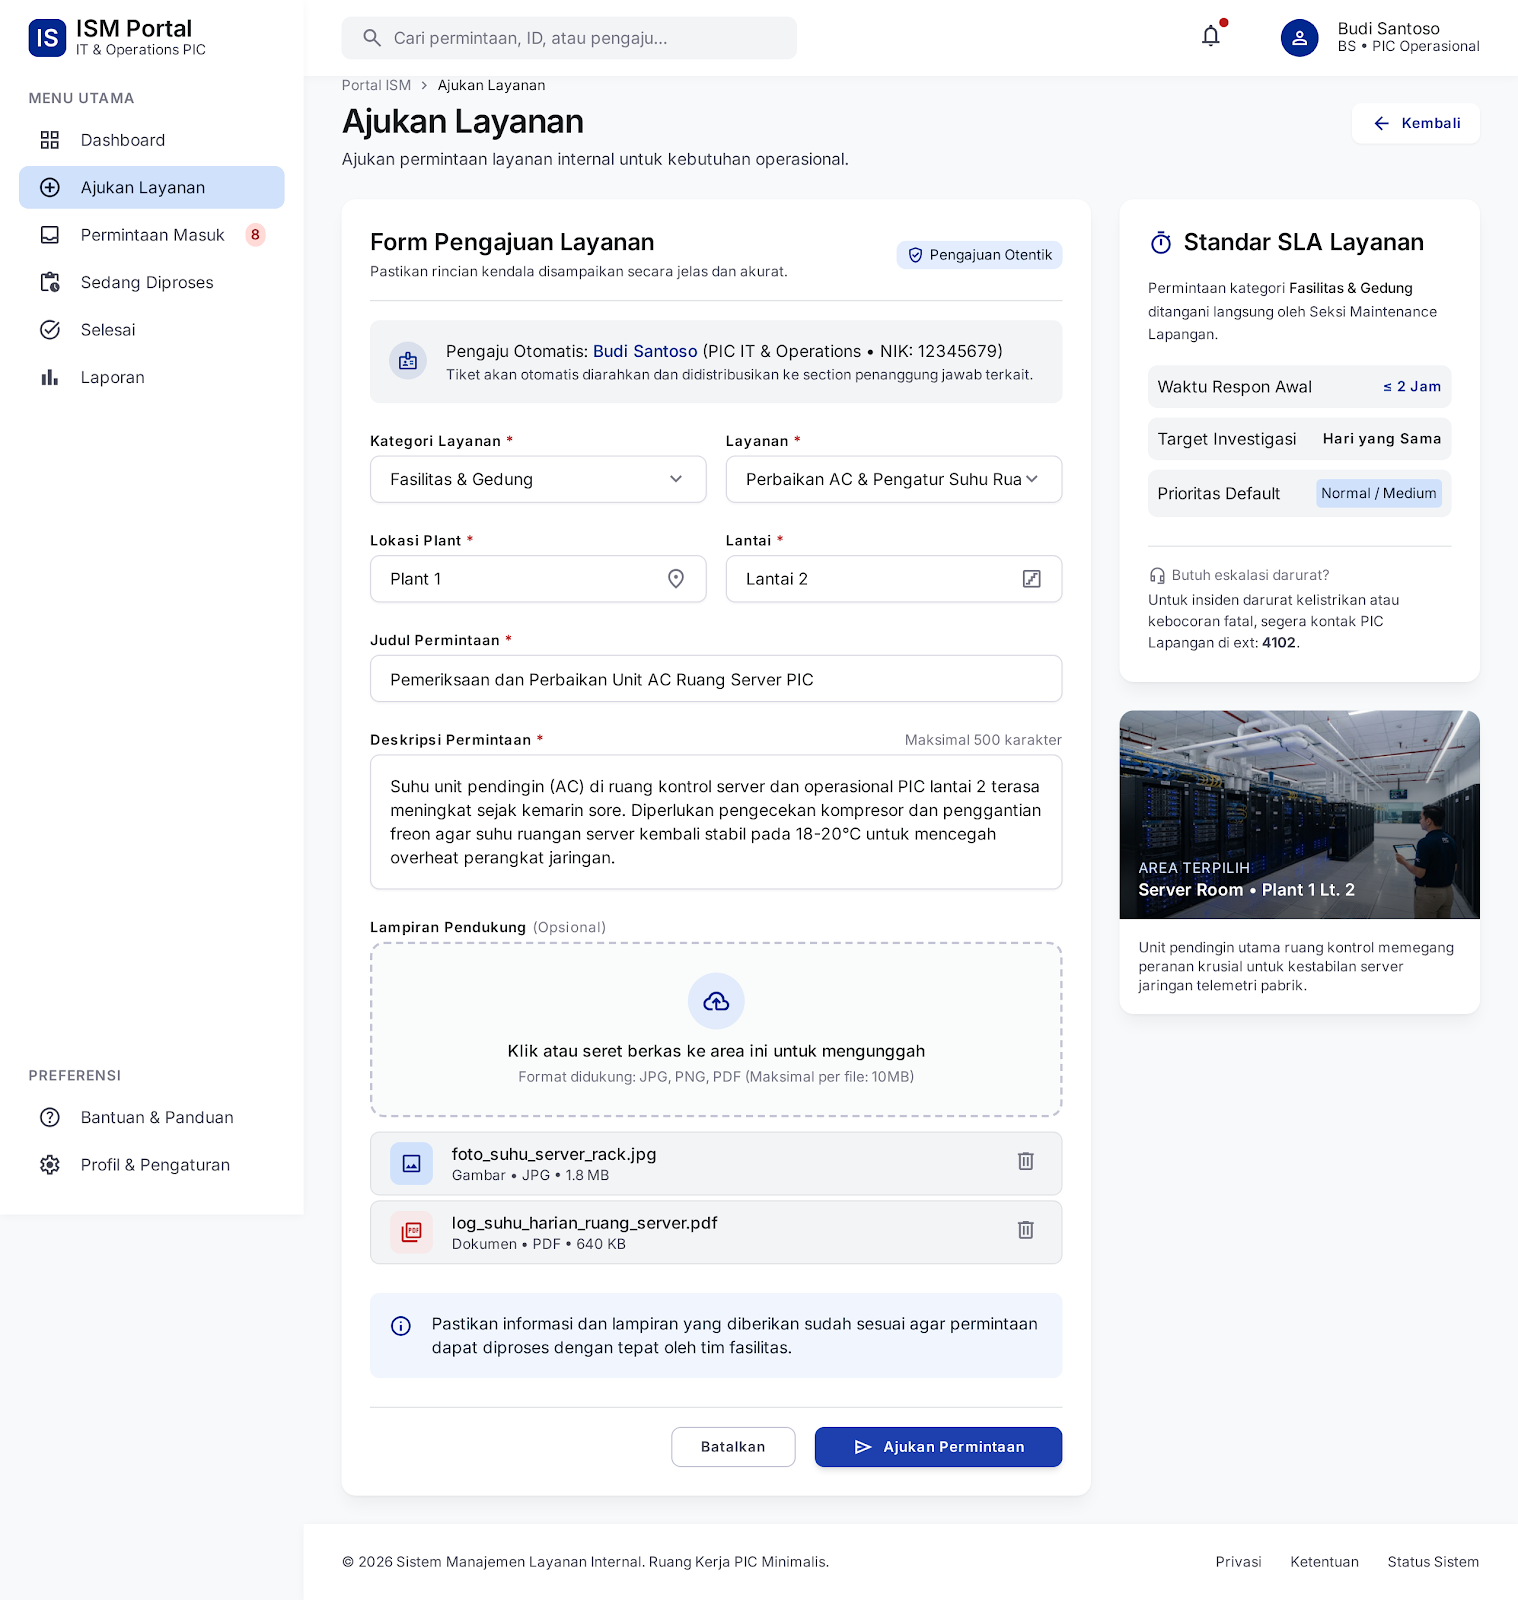 IS
ISM Portal
IT & Operations PIC
MENU UTAMA
Dashboard
Ajukan Layanan
Permintaan Masuk 8
Sedang Diproses
Selesai
Laporan
PREFERENSI
Bantuan & Panduan
Profil & Pengaturan
Cari permintaan, ID, atau pengaju...
Budi Santoso
BS • PIC Operasional
Portal ISM > Ajukan Layanan
Ajukan Layanan
Ajukan permintaan layanan internal untuk kebutuhan operasional.
Kembali
Form Pengajuan Layanan
Pastikan rincian kendala disampaikan secara jelas dan akurat.
Pengajuan Otentik
Pengaju Otomatis: Budi Santoso (PIC IT & Operations • NIK: 12345679)
Tiket akan otomatis diarahkan dan didistribusikan ke section penanggung jawab terkait.
Kategori Layanan *
Fasilitas & Gedung
Layanan *
Perbaikan AC & Pengatur Suhu Rua
Lokasi Plant *
Plant 1
Lantai *
Lantai 2
Judul Permintaan *
Pemeriksaan dan Perbaikan Unit AC Ruang Server PIC
Deskripsi Permintaan *
Maksimal 500 karakter
Suhu unit pendingin (AC) di ruang kontrol server dan operasional PIC lantai 2 terasa
meningkat sejak kemarin sore. Diperlukan pengecekan kompresor dan penggantian
freon agar suhu ruangan server kembali stabil pada 18-20°C untuk mencegah
overheat perangkat jaringan.
Lampiran Pendukung (Opsional)
Klik atau seret berkas ke area ini untuk mengunggah
Format didukung: JPG, PNG, PDF (Maksimal per file: 10MB)
foto_suhu_server_rack.jpg
Gambar • JPG • 1.8 MB
PDF
log_suhu_harian_ruang_server.pdf
Dokumen • PDF • 640 KB
Pastikan informasi dan lampiran yang diberikan sudah sesuai agar permintaan
dapat diproses dengan tepat oleh tim fasilitas.
Batalkan
Ajukan Permintaan
Standar SLA Layanan
Permintaan kategori Fasilitas & Gedung
ditangani langsung oleh Seksi Maintenance
Lapangan.
Waktu Respon Awal ≤ 2 Jam
Target Investigasi Hari yang Sama
Prioritas Default Normal / Medium
Butuh eskalasi darurat?
Untuk insiden darurat kelistrikan atau
kebocoran fatal, segera kontak PIC
Lapangan di ext: 4102.
AREA TERPILIH
Server Room • Plant 1 Lt. 2
Unit pendingin utama ruang kontrol memegang
peranan krusial untuk kestabilan server
jaringan telemetri pabrik.
© 2026 Sistem Manajemen Layanan Internal. Ruang Kerja PIC Minimalis.
Privasi
Ketentuan
Status Sistem